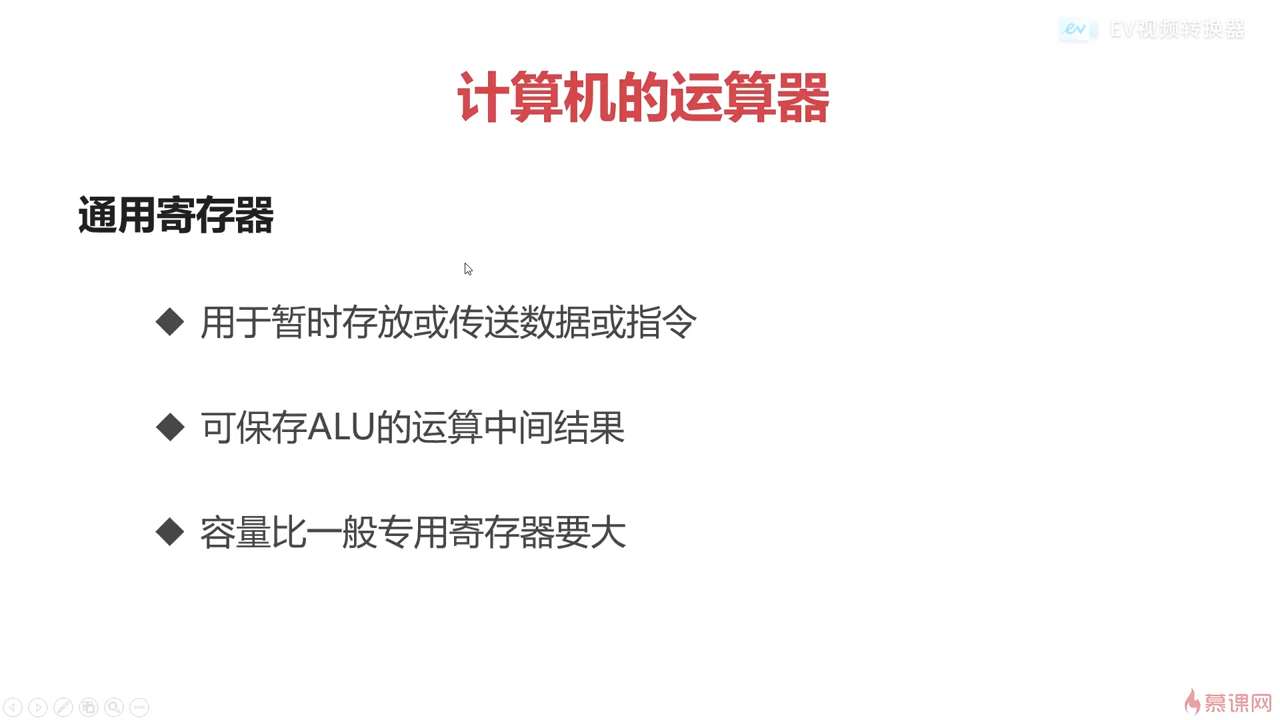 EV视频转换器
计算机的运算器
通用寄存器
◆ 用于暂时存放或传送数据或指令
◆ 可保存ALU的运算中间结果
◆ 容量比一般专用寄存器要大
慕课网